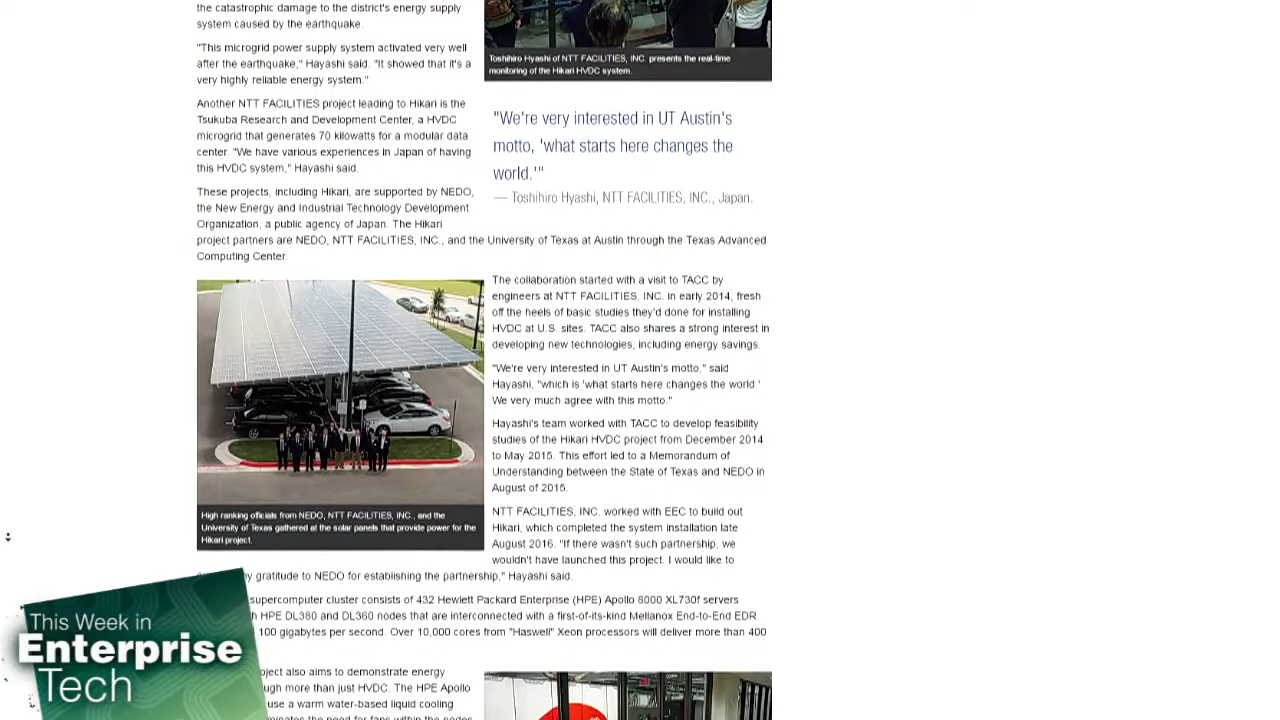 the catastrophic damage to the district's energy supply
system caused by the earthquake.
"This microgrid power supply system activated very well
after the earthquake," Hayashi said. "It showed that it's a
very highly reliable energy system."
Another NTT FACILITIES project leading to Hikari is the
Tsukuba Research and Development Center, a HVDC
microgrid that generates 70 kilowatts for a modular data
center. "We have various experiences in Japan of having
this HVDC system," Hayashi said.
These projects, including Hikari, are supported by NEDO,
the New Energy and Industrial Technology Development
Organization, a public agency of Japan. The Hikari
project partners are NEDO, NTT FACILITIES, INC., and the University of Texas at Austin through the Texas Advanced
Computing Center.
Toshihiro Hyashi of NTT FACILITIES, INC. presents the real-time
monitoring of the Hikari HVDC system.
"We're very interested in UT Austin's
motto, 'what starts here changes the
world.'"
— Toshihiro Hyashi, NTT FACILITIES, INC., Japan.
High ranking officials from NEDO, NTT FACILITIES, INC., and the
University of Texas gathered at the solar panels that provide power for the
Hikari project.
The collaboration started with a visit to TACC by
engineers at NTT FACILITIES, INC. in early 2014, fresh
off the heels of basic studies they'd done for installing
HVDC at U.S. sites. TACC also shares a strong interest in
developing new technologies, including energy savings.
"We're very interested in UT Austin's motto," said
Hayashi, "which is 'what starts here changes the world.'
We very much agree with this motto."
Hayashi's team worked with TACC to develop feasibility
studies of the Hikari HVDC project from December 2014
to May 2015. This effort led to a Memorandum of
Understanding between the State of Texas and NEDO in
August of 2015.
NTT FACILITIES, INC. worked with EEC to build out
Hikari, which completed the system installation late
August 2016. "If there wasn't such partnership, we
wouldn't have launched this project. I would like to
gratitude to NEDO for establishing the partnership," Hayashi said.
supercomputer cluster consists of 432 Hewlett Packard Enterprise (HPE) Apollo 8000 XL730f servers
HPE DL380 and DL360 nodes that are interconnected with a first-of-its-kind Mellanox End-to-End EDR
100 gigabytes per second. Over 10,000 cores from "Haswell" Xeon processors will deliver more than 400
also aims to demonstrate energy
more than just HVDC. The HPE Apollo
use a warm water-based liquid cooling
the need for fans within the nodes
This Week in
Enterprise
Tech